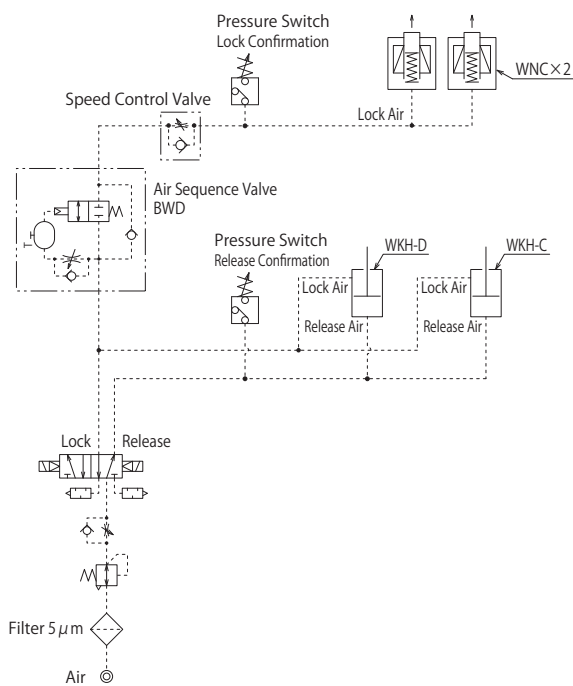 Pressure Switch
Lock Confirmation
WNC×2
Lock Air
Speed Control Valve
Air Sequence Valve
BWD
Pressure Switch
Release Confirmation
WKH-D
WKH-C
Lock Air
Lock Air
Release Air
Release Air
Lock
Release
Filter 5μm
Air